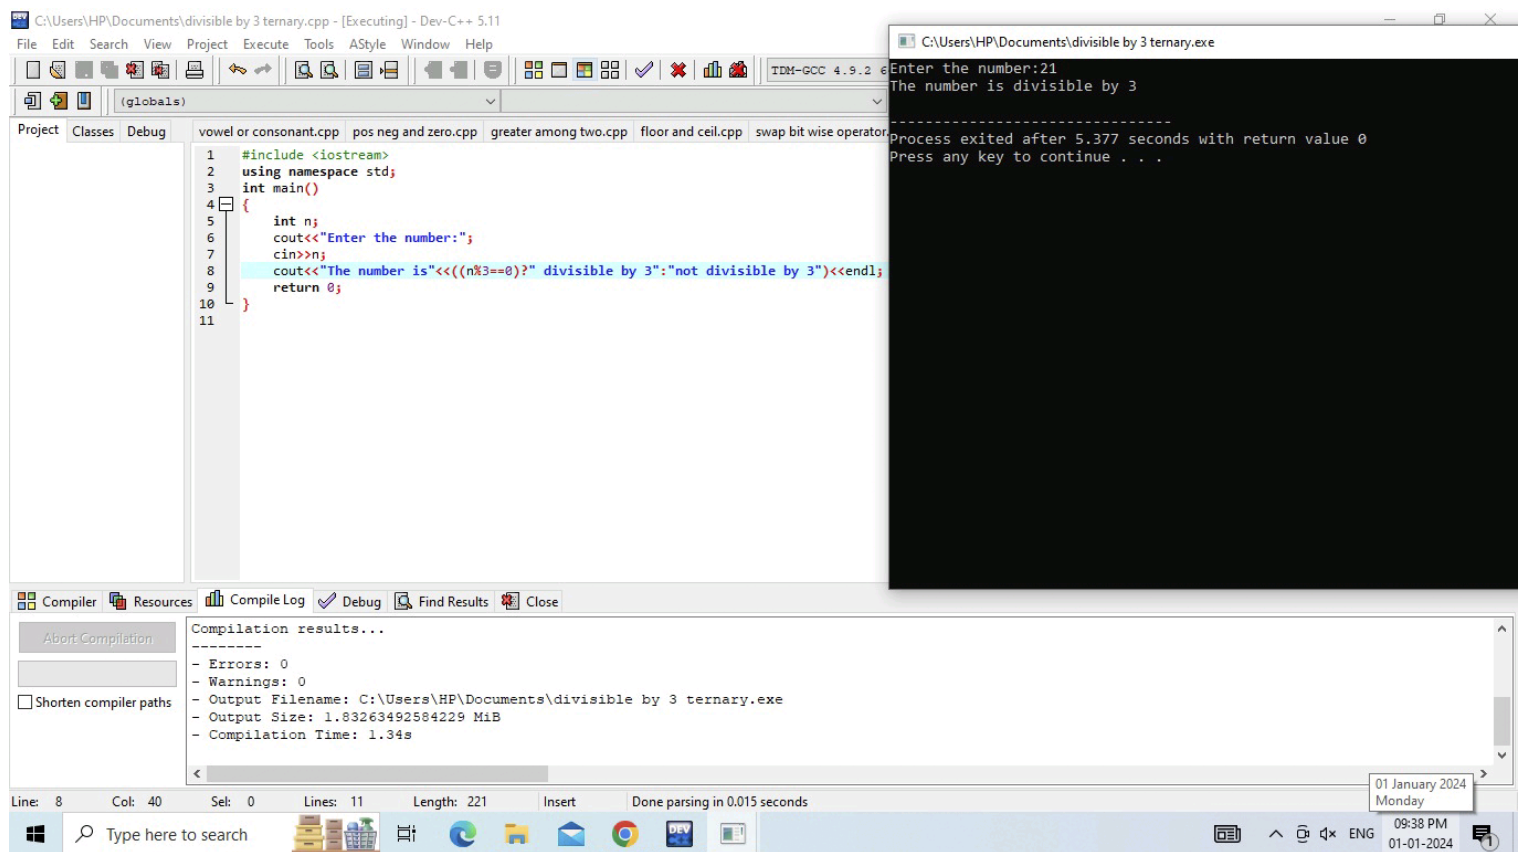 C:\Users\HP\Documents\divisible by 3 ternary.cpp - [Executing] - Dev-C++ 5.11
File Edit Search View Project Execute Tools AStyle Window Help
TDM-GCC 4.9.2 6
(globals)
Project Classes Debug
vowel or consonant.cpp pos neg and zero.cpp greater among two.cpp floor and ceil.cpp swap bit wise operator.
1 #include <iostream>
2 using namespace std;
3 int main()
4 {
5 int n;
6 cout<<"Enter the number:";
7 cin>>n;
8 cout<<"The number is"<<((n%3==0)?" divisible by 3":"not divisible by 3")<<endl;
9 return 0;
10 }
11
C:\Users\HP\Documents\divisible by 3 ternary.exe
Enter the number:21
The number is divisible by 3
--------------------------------
Process exited after 5.377 seconds with return value 0
Press any key to continue . . .
Compiler Resources Compile Log Debug Find Results Close
Abort Compilation
Shorten compiler paths
Compilation results...
--------
- Errors: 0
- Warnings: 0
- Output Filename: C:\Users\HP\Documents\divisible by 3 ternary.exe
- Output Size: 1.83263492584229 MiB
- Compilation Time: 1.34s
01 January 2024
Monday
Line: 8 Col: 40 Sel: 0 Lines: 11 Length: 221 Insert Done parsing in 0.015 seconds
Type here to search
DEV
ENG
09:38 PM
01-01-2024
1